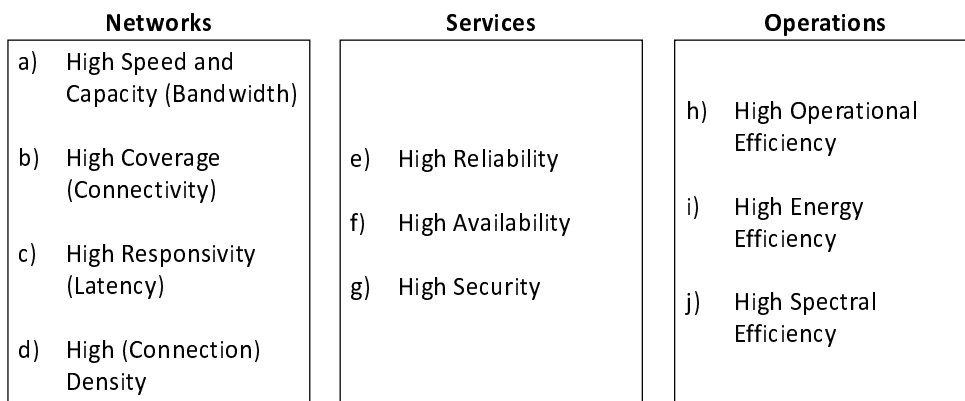 Networks
a) High Speed and
Capacity (Bandwidth)
b) High Coverage
(Connectivity)
c) High Responsivity
(Latency)
d) High (Connection)
Density
Services
e) High Reliability
f) High Availability
g) High Security
Operations
h) High Operational
Efficiency
i) High Energy
Efficiency
j) High Spectral
Efficiency